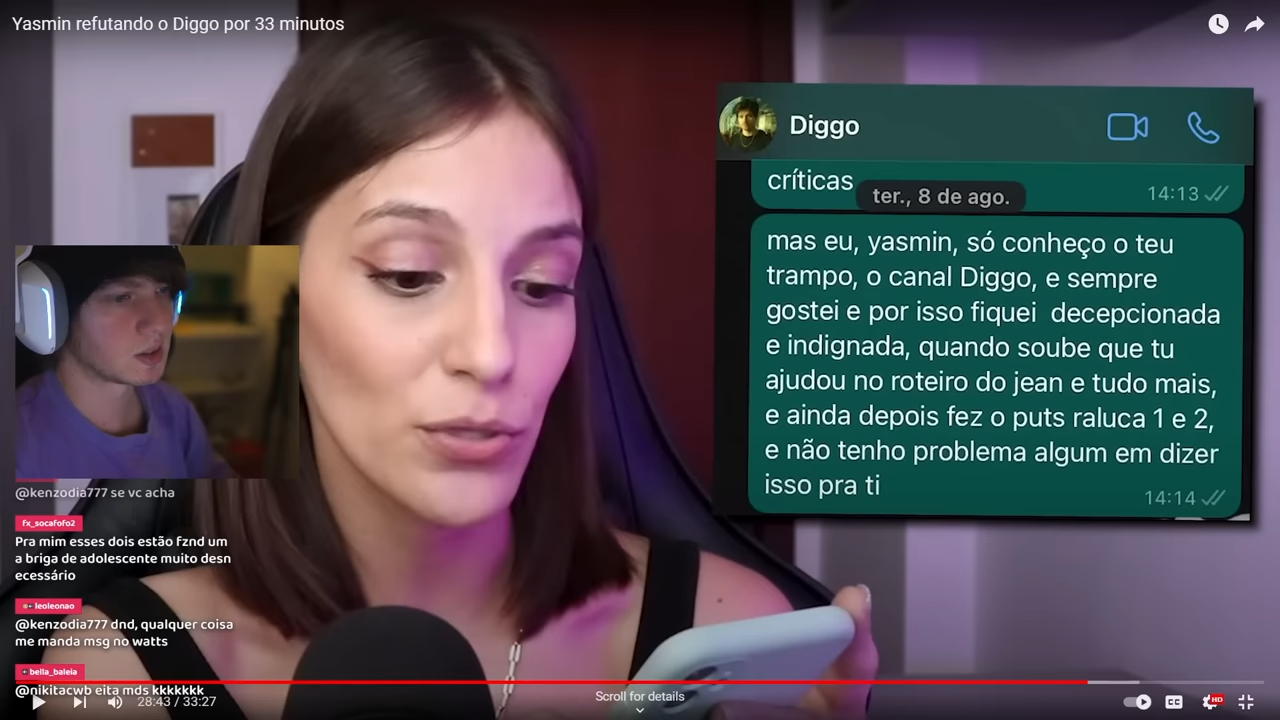 Yasmin refutando o Diggo por 33 minutos
Diggo
críticas
14:13
ter., 8 de ago.
mas eu, yasmin, só conheço o teu
trampo, o canal Diggo, e sempre
gostei e por isso fiquei decepcionada
e indignada, quando soube que tu
ajudou no roteiro do jean e tudo mais,
e ainda depois fez o puts raluca 1 e 2,
e não tenho problema algum em dizer
isso pra ti
14:14
@kenzodia777 se vc acha
fx_socafofo2
Pra mim esses dois estão fznd um
a briga de adolescente muito desn
ecessário
leoleonao
@kenzodia777 dnd, qualquer coisa
me manda msg no watts
bella_baleia
@nikitacwb eita mds kkkkkkk
28:43 / 33:27
Scroll for details
CC
HD